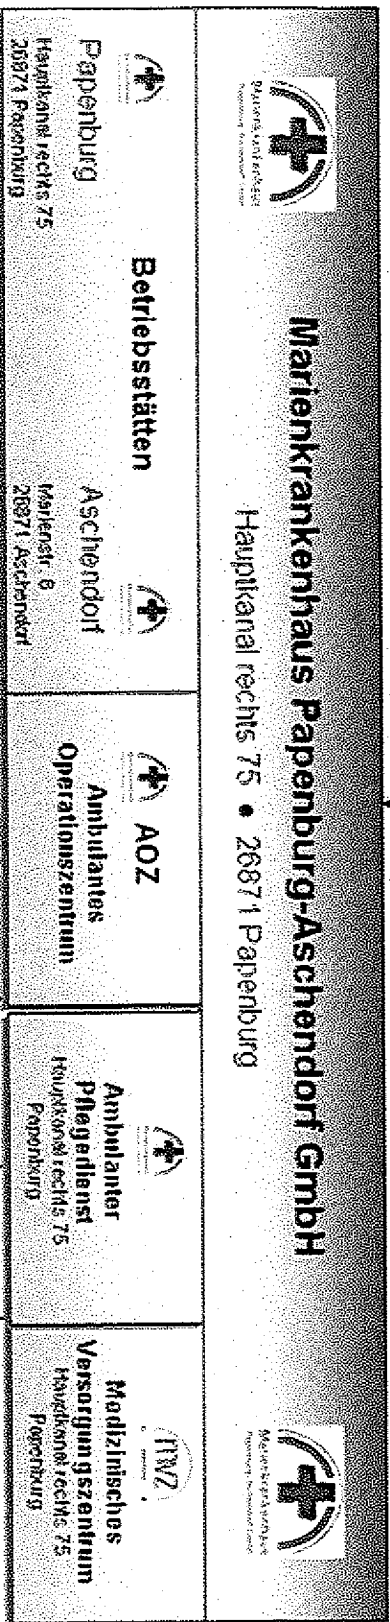 Marienkrankenhaus Papenburg-Aschendorf GmbH
Hauptkanal rechts 75 • 26871 Papenburg
Betriebsstätten
Papenburg
Hauptkanal rechts 75
26871 Papenburg
Aschendorf
Marienstr. 8
26871 Aschendorf
AOZ
Ambulantes
Operationszentrum
Ambulanter
Pflegedienst
Hauptkanal rechts 75
Papenburg
MVZ
Medizinisches
Versorgungszentrum
Hauptkanal rechts 75
Papenburg